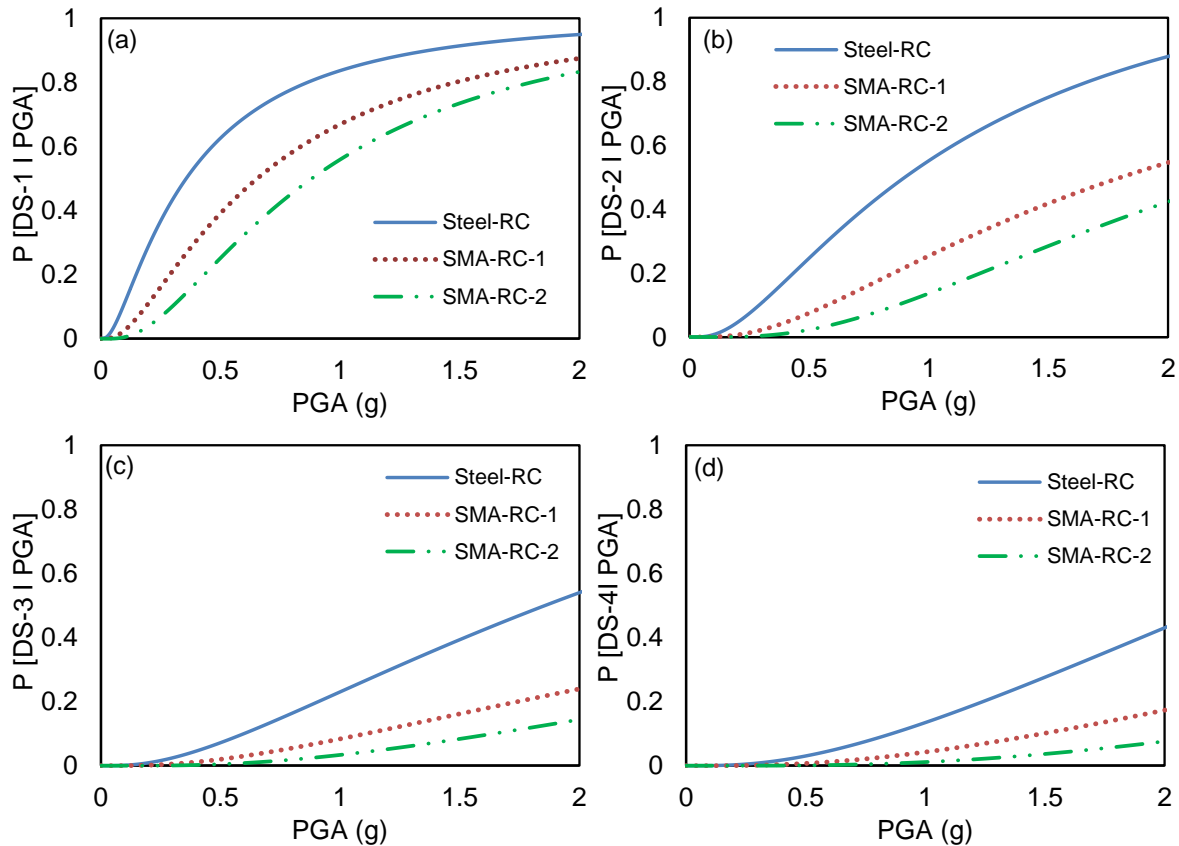 (a)
P [DS-1 I PGA]
1
0.8
0.6
0.4
0.2
0
Steel-RC
SMA-RC-1
SMA-RC-2
0 0.5 1 1.5 2
PGA (g)
(b)
P [DS-2 I PGA]
1
0.8
0.6
0.4
0.2
0
Steel-RC
SMA-RC-1
SMA-RC-2
0 0.5 1 1.5 2
PGA (g)
(c)
P [DS-3 I PGA]
1
0.8
0.6
0.4
0.2
0
Steel-RC
SMA-RC-1
SMA-RC-2
0 0.5 1 1.5 2
PGA (g)
(d)
P [DS-4I PGA]
1
0.8
0.6
0.4
0.2
0
Steel-RC
SMA-RC-1
SMA-RC-2
0 0.5 1 1.5 2
PGA (g)